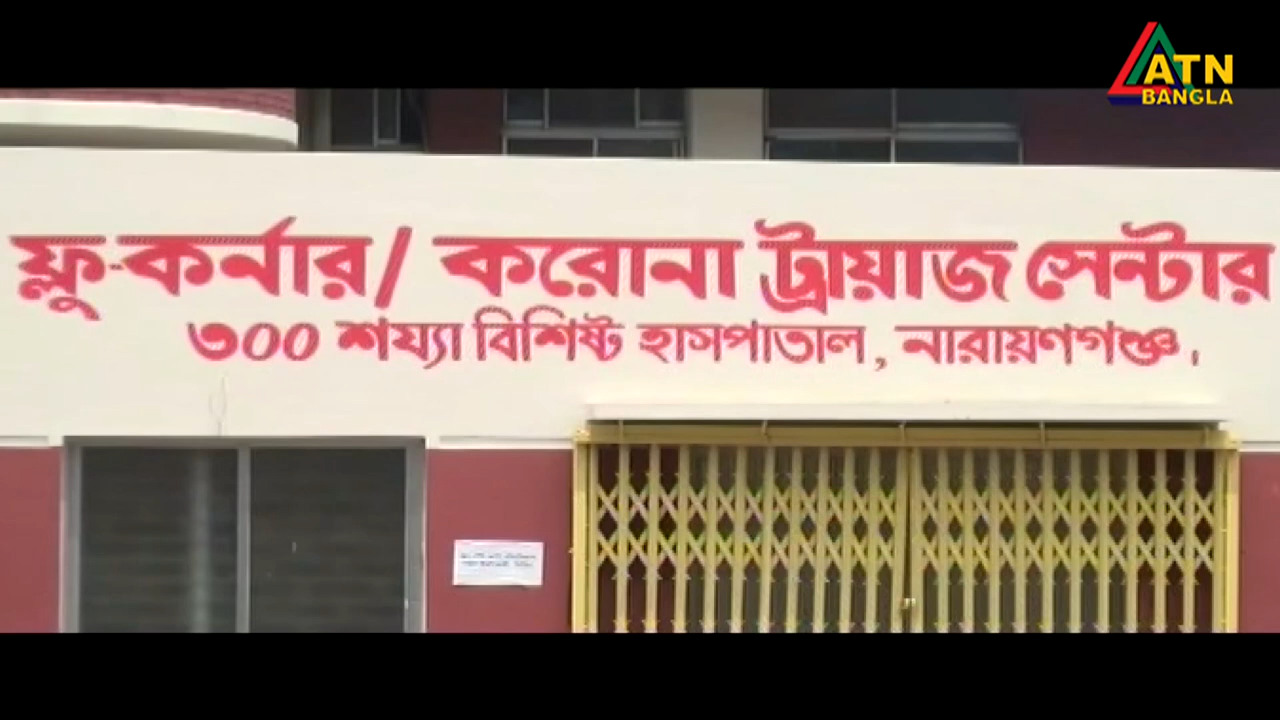 ATN
BANGLA
ফ্লু-কর্নার/ করোনা ট্রায়াজ সেন্টার
৩০০ শয্যা বিশিষ্ট হাসপাতাল, নারায়ণগঞ্জ।